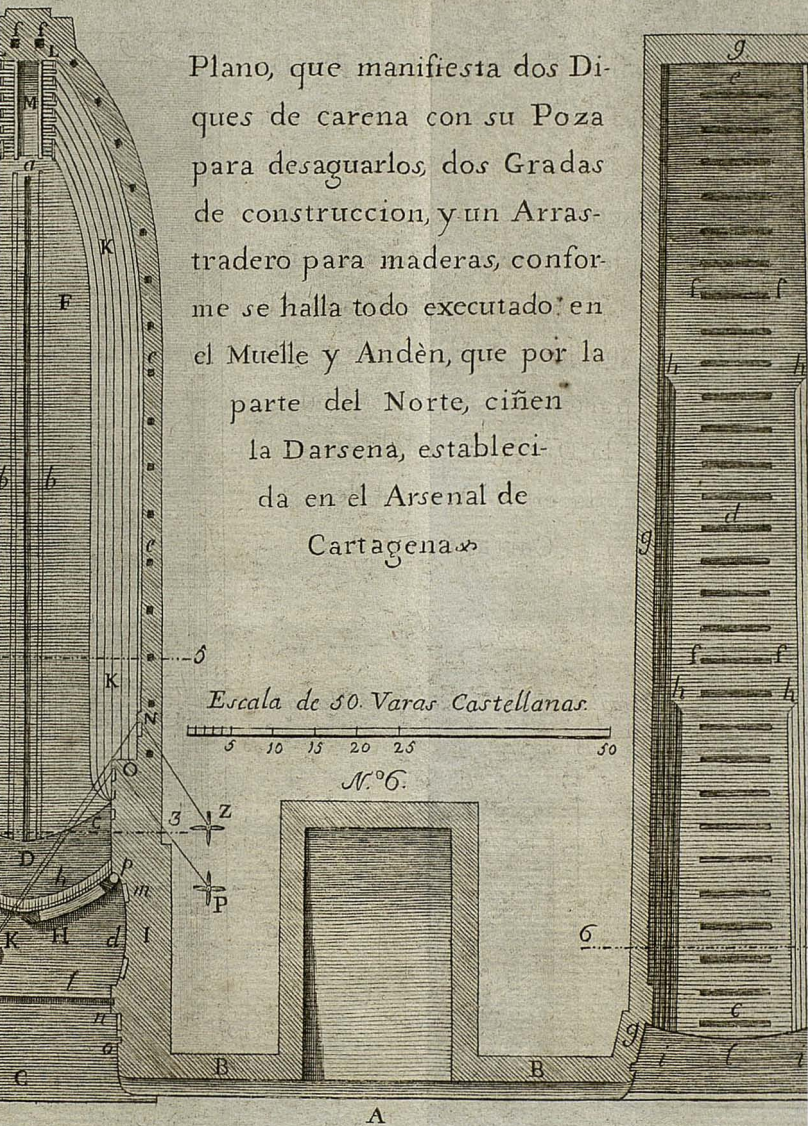 Plano, que manifiesta dos Di-
ques de carena con su Poza
para desaguarlos, dos Gradas
de construccion, y un Arras-
tradero para maderas, confor-
me se halla todo executado: en
el Muelle y Andèn, que por la
parte del Norte, ciñen
la Darsena, estableci-
da en el Arsenal de
Cartagena
Escala de 50. Varas Castellanas.
5 10 15 20 25 50
N.º 6.
f f
L
M
a
K
F
e
b b
e
5
K
N
O
c
3
Z
D
h
p
m
P
K H d I
f
n
o
C
B B
A
g
e
f f
h h
d
g
f f
h h
6
c
g
i l i